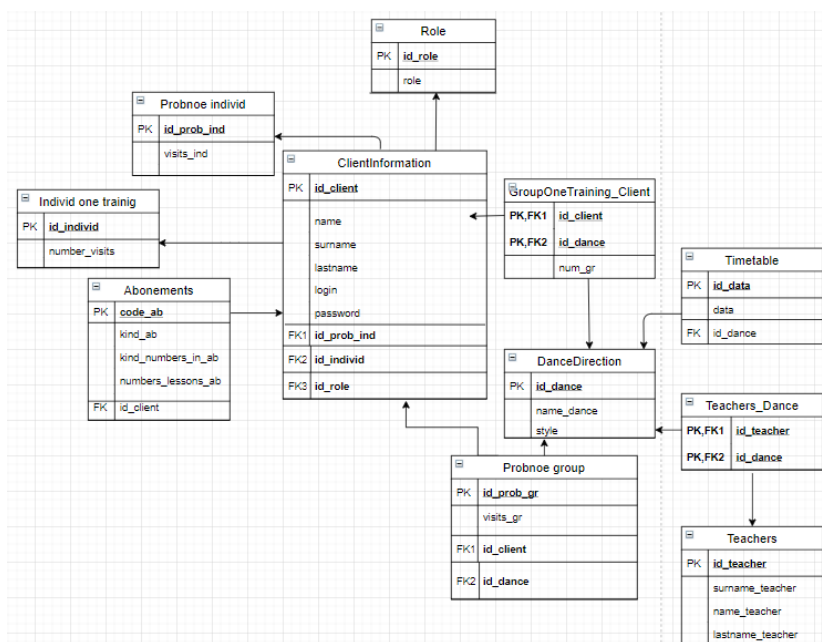 Role
PK id_role
role
Probnoe individ
PK id_prob_ind
visits_ind
ClientInformation
PK id_client
name
surname
lastname
login
password
FK1 id_prob_ind
FK2 id_individ
FK3 id_role
Individ one trainig
PK id_individ
number_visits
Abonements
PK code_ab
kind_ab
kind_numbers_in_ab
numbers_lessons_ab
FK id_client
GroupOneTraining_Client
PK,FK1 id_client
PK,FK2 id_dance
num_gr
Timetable
PK id_data
data
FK id_dance
DanceDirection
PK id_dance
name_dance
style
Teachers_Dance
PK,FK1 id_teacher
PK,FK2 id_dance
Probnoe group
PK id_prob_gr
visits_gr
FK1 id_client
FK2 id_dance
Teachers
PK id_teacher
surname_teacher
name_teacher
lastname_teacher